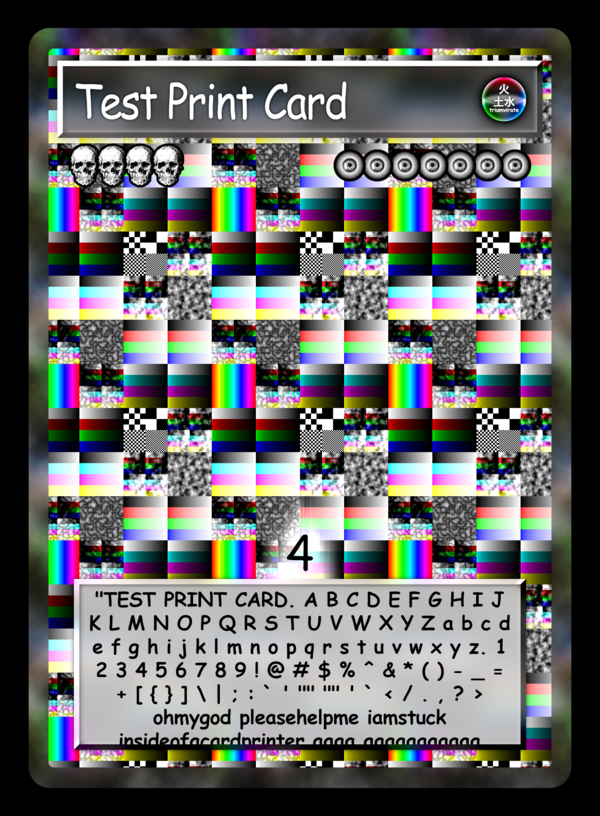 Test Print Card
火
土水
triumvirate
4
"TEST PRINT CARD. A B C D E F G H I J
K L M N O P Q R S T U V W X Y Z a b c d
e f g h i j k l m n o p q r s t u v w x y z. 1
2 3 4 5 6 7 8 9 ! @ # $ % ^ & * ( ) - _ =
+ [ { } ] \ | ; : ` ' "" "" ' ` < / . , ? >
ohmygod pleasehelpme iamstuck
insideofacardprinter